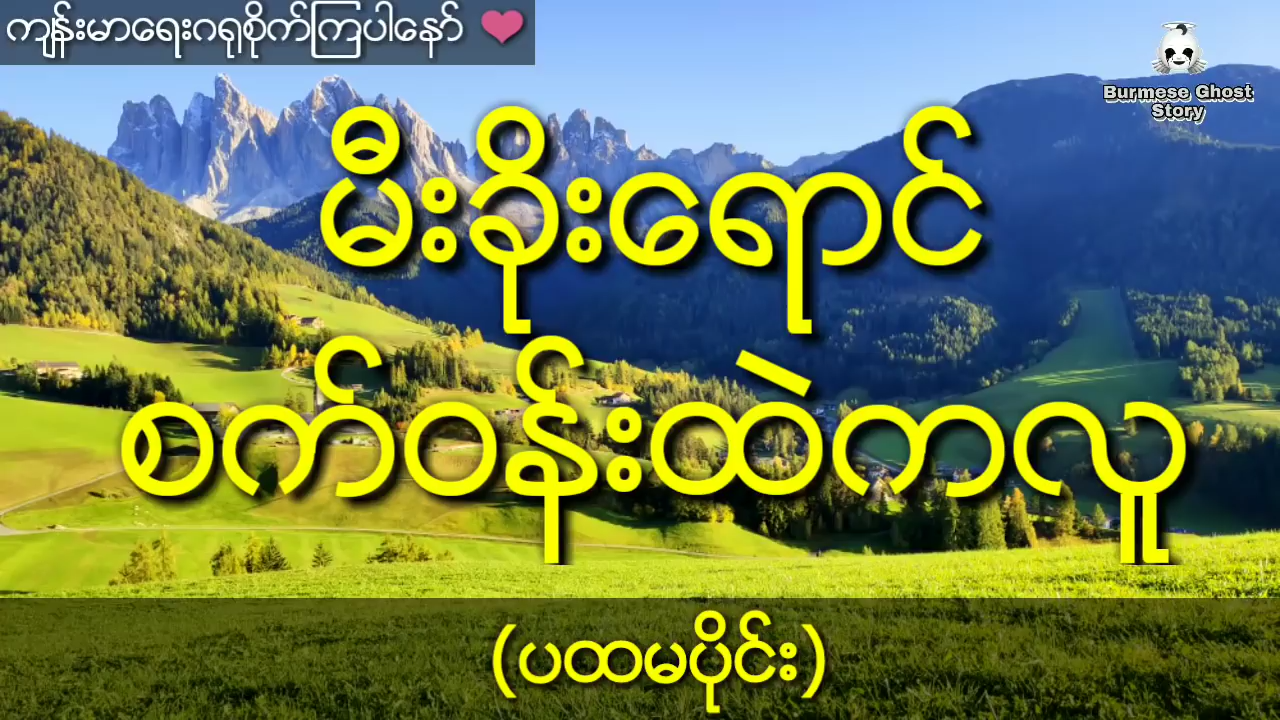 ကျန်းမာရေးဂရုစိုက်ကြပါနော် ❤
Burmese Ghost
Story
မီးခိုးရောင်
စက်ဝန်းထဲကလူ
(ပထမပိုင်း)